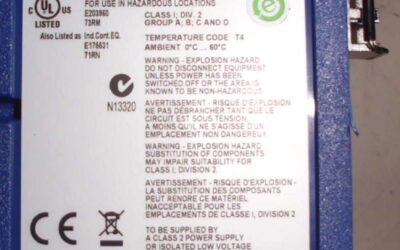 FOR USE IN HAZARDOUS LOCATIONS
LISTED
E203960
73RM
CLASS I; DIV. 2
GROUP A; B; C AND D
Also Listed as Ind.Cont.EQ.
E176531
71RN
TEMPERATURE CODE T4
AMBIENT 0°C...60°C
WARNING - EXPLOSION HAZARD
DO NOT DISCONNECT EQUIPMENT
UNLESS POWER HAS BEEN
SWITCHED OFF OR THE AREA IS
KNOWN TO BE NON-HAZARDOUS
N13320
AVERTISSEMENT - RISQUE D'EXPLOSION
NE PAS DEBRANCHER TANT QUE LE
CIRCUIT EST SOUS TENSION,
A MOINS QU'IL NE S'AGISSE D'UN
EMPLACEMENT NON DANGEREUX
WARNING - EXPLOSION HAZARD
SUBSTITUTION OF COMPONENTS
MAY IMPAIR SUITABILITY FOR
CLASS I, DIVISION 2
AVERTISSEMENT - RISQUE D'EXPLOSION -
LA SUBSTITUTION DES COMPOSANTS
PEUT RENDRE CE MATÉRIEL
INACCEPTABLE POUR LES
EMPLACEMENTS DE CLASSE I, DIVISION 2
CE
TO BE SUPPLIED BY
A CLASS 2 POWER SUPPLY
OR ISOLATED LOW VOLTAGE